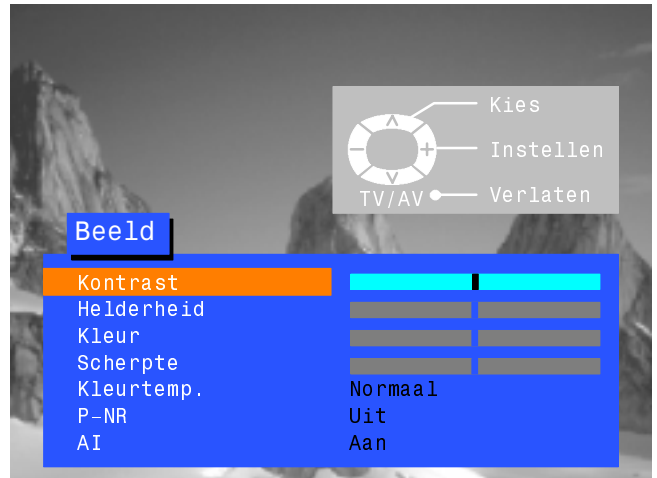 Kies
Instellen
TV/AV Verlaten
Beeld
Kontrast
Helderheid
Kleur
Scherpte
Kleurtemp. Normaal
P-NR Uit
AI Aan